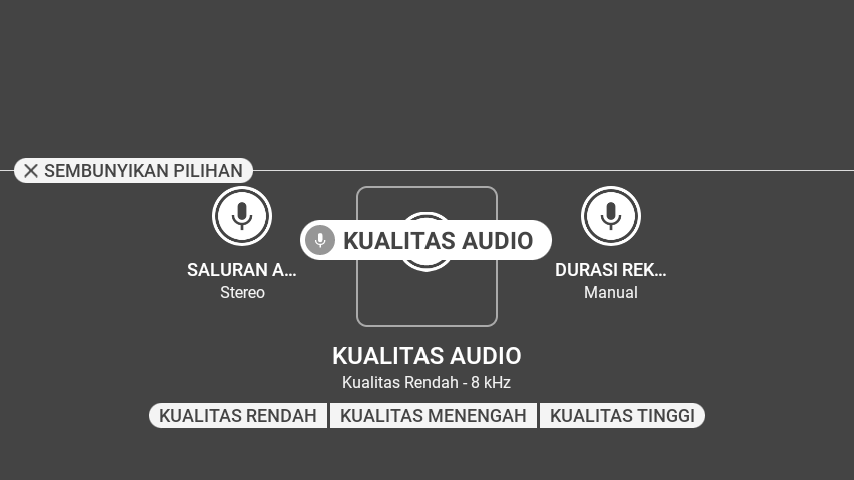 SEMBUNYIKAN PILIHAN
KUALITAS AUDIO
SALURAN A...
Stereo
DURASI REK...
Manual
KUALITAS AUDIO
Kualitas Rendah - 8 kHz
KUALITAS RENDAH
KUALITAS MENENGAH
KUALITAS TINGGI